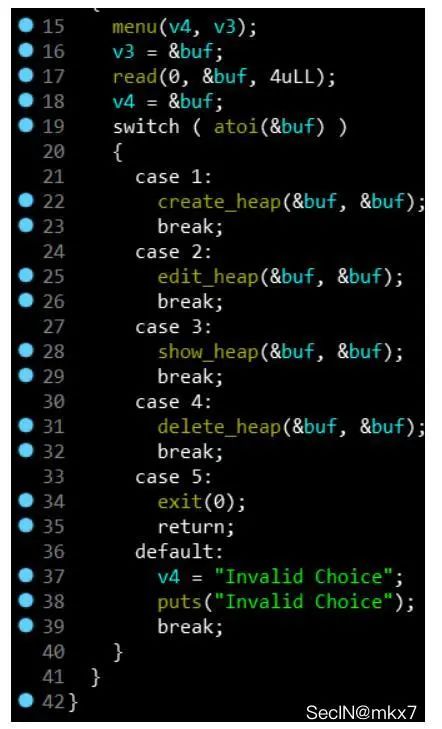 15 menu(v4, v3);
16 v3 = &buf;
17 read(0, &buf, 4uLL);
18 v4 = &buf;
19 switch ( atoi(&buf) )
20 {
21 case 1:
22 create_heap(&buf, &buf);
23 break;
24 case 2:
25 edit_heap(&buf, &buf);
26 break;
27 case 3:
28 show_heap(&buf, &buf);
29 break;
30 case 4:
31 delete_heap(&buf, &buf);
32 break;
33 case 5:
34 exit(0);
35 return;
36 default:
37 v4 = "Invalid Choice";
38 puts("Invalid Choice");
39 break;
40 }
41 }
42 }
SecIN@mkx7